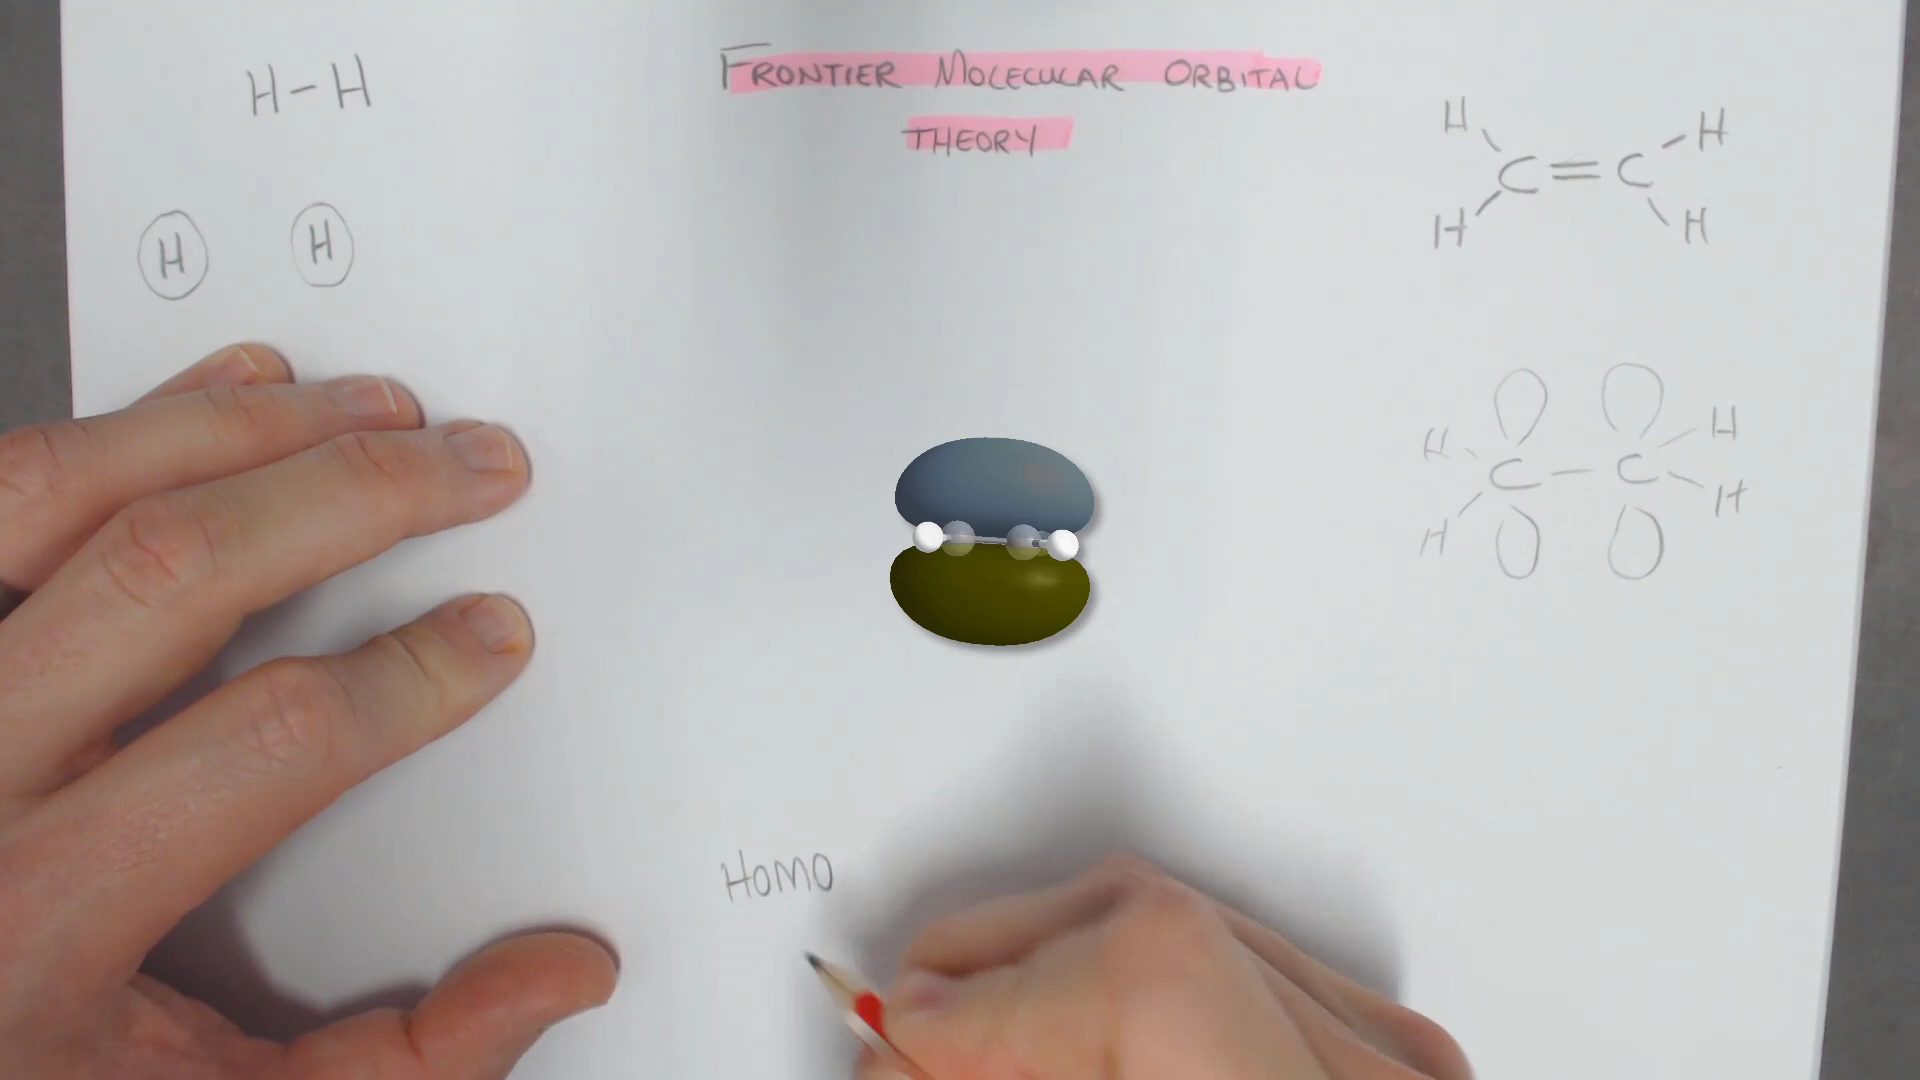 FRONTIER MOLECULAR ORBITAL
THEORY
H-H
H H
H H
C=C
H H
H H
C-C
H H
HOMO